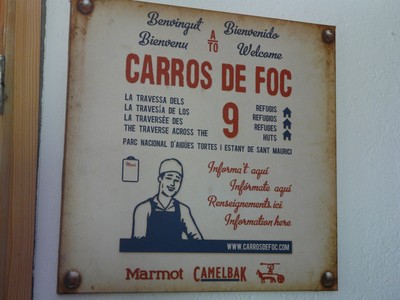 Benvingut Bienvenido
Bienvenu A TO Welcome
CARROS DE FOC
LA TRAVESSA DELS
LA TRAVESÍA DE LOS
LA TRAVERSÉE DES
THE TRAVERSE ACROSS THE
9
REFUGIS
REFUGIOS
REFUGES
HUTS
PARC NACIONAL D'AIGÜES TORTES I ESTANY DE SANT MAURICI
Menú
Informa't aquí
Infórmate aquí
Renseignements ici
Information here
WWW.CARROSDEFOC.COM
Marmot CAMELBAK